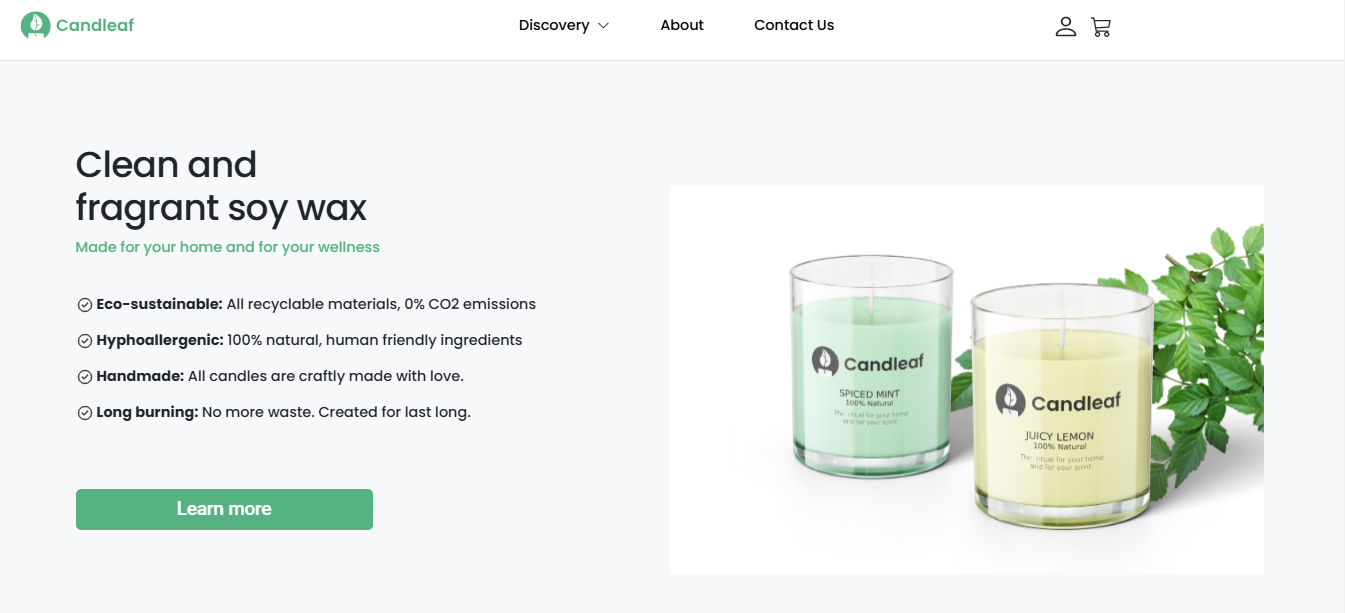 Candleaf
Discovery
About
Contact Us
Clean and
fragrant soy wax
Made for your home and for your wellness
Eco-sustainable: All recyclable materials, 0% CO2 emissions
Hyphoallergenic: 100% natural, human friendly ingredients
Handmade: All candles are craftly made with love.
Long burning: No more waste. Created for last long.
Learn more
Candleaf
SPICED MINT
100% Natural
The ritual for your home
and for your spirit
Candleaf
JUICY LEMON
100% Natural
The ritual for your home
and for your spirit